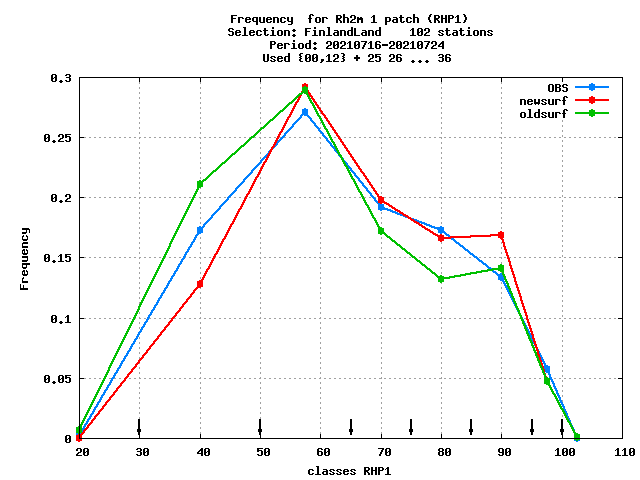 Frequency  for Rh2m 1 patch (RHP1)
Selection: FinlandLand    102 stations
Period: 20210716-20210724
Used {00,12} + 25 26 ... 36
OBS
newsurf
oldsurf
0.3
0.25
0.2
0.15
0.1
0.05
0
Frequency
20 30 40 50 60 70 80 90 100 110
classes RHP1